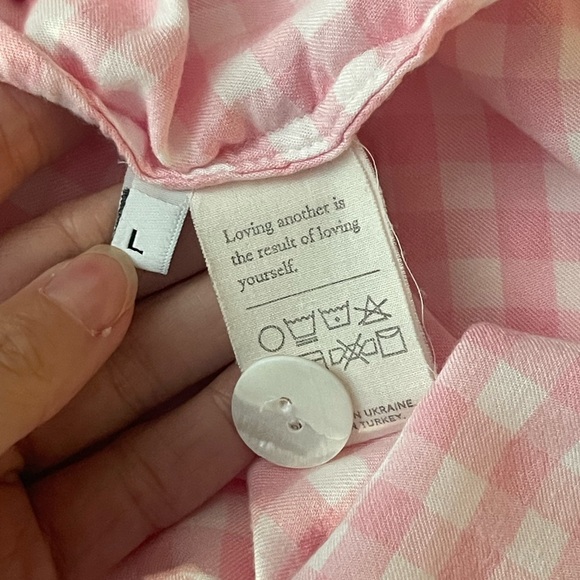 L
Loving another is
the result of loving
yourself.
N UKRAINE.
TURKEY.